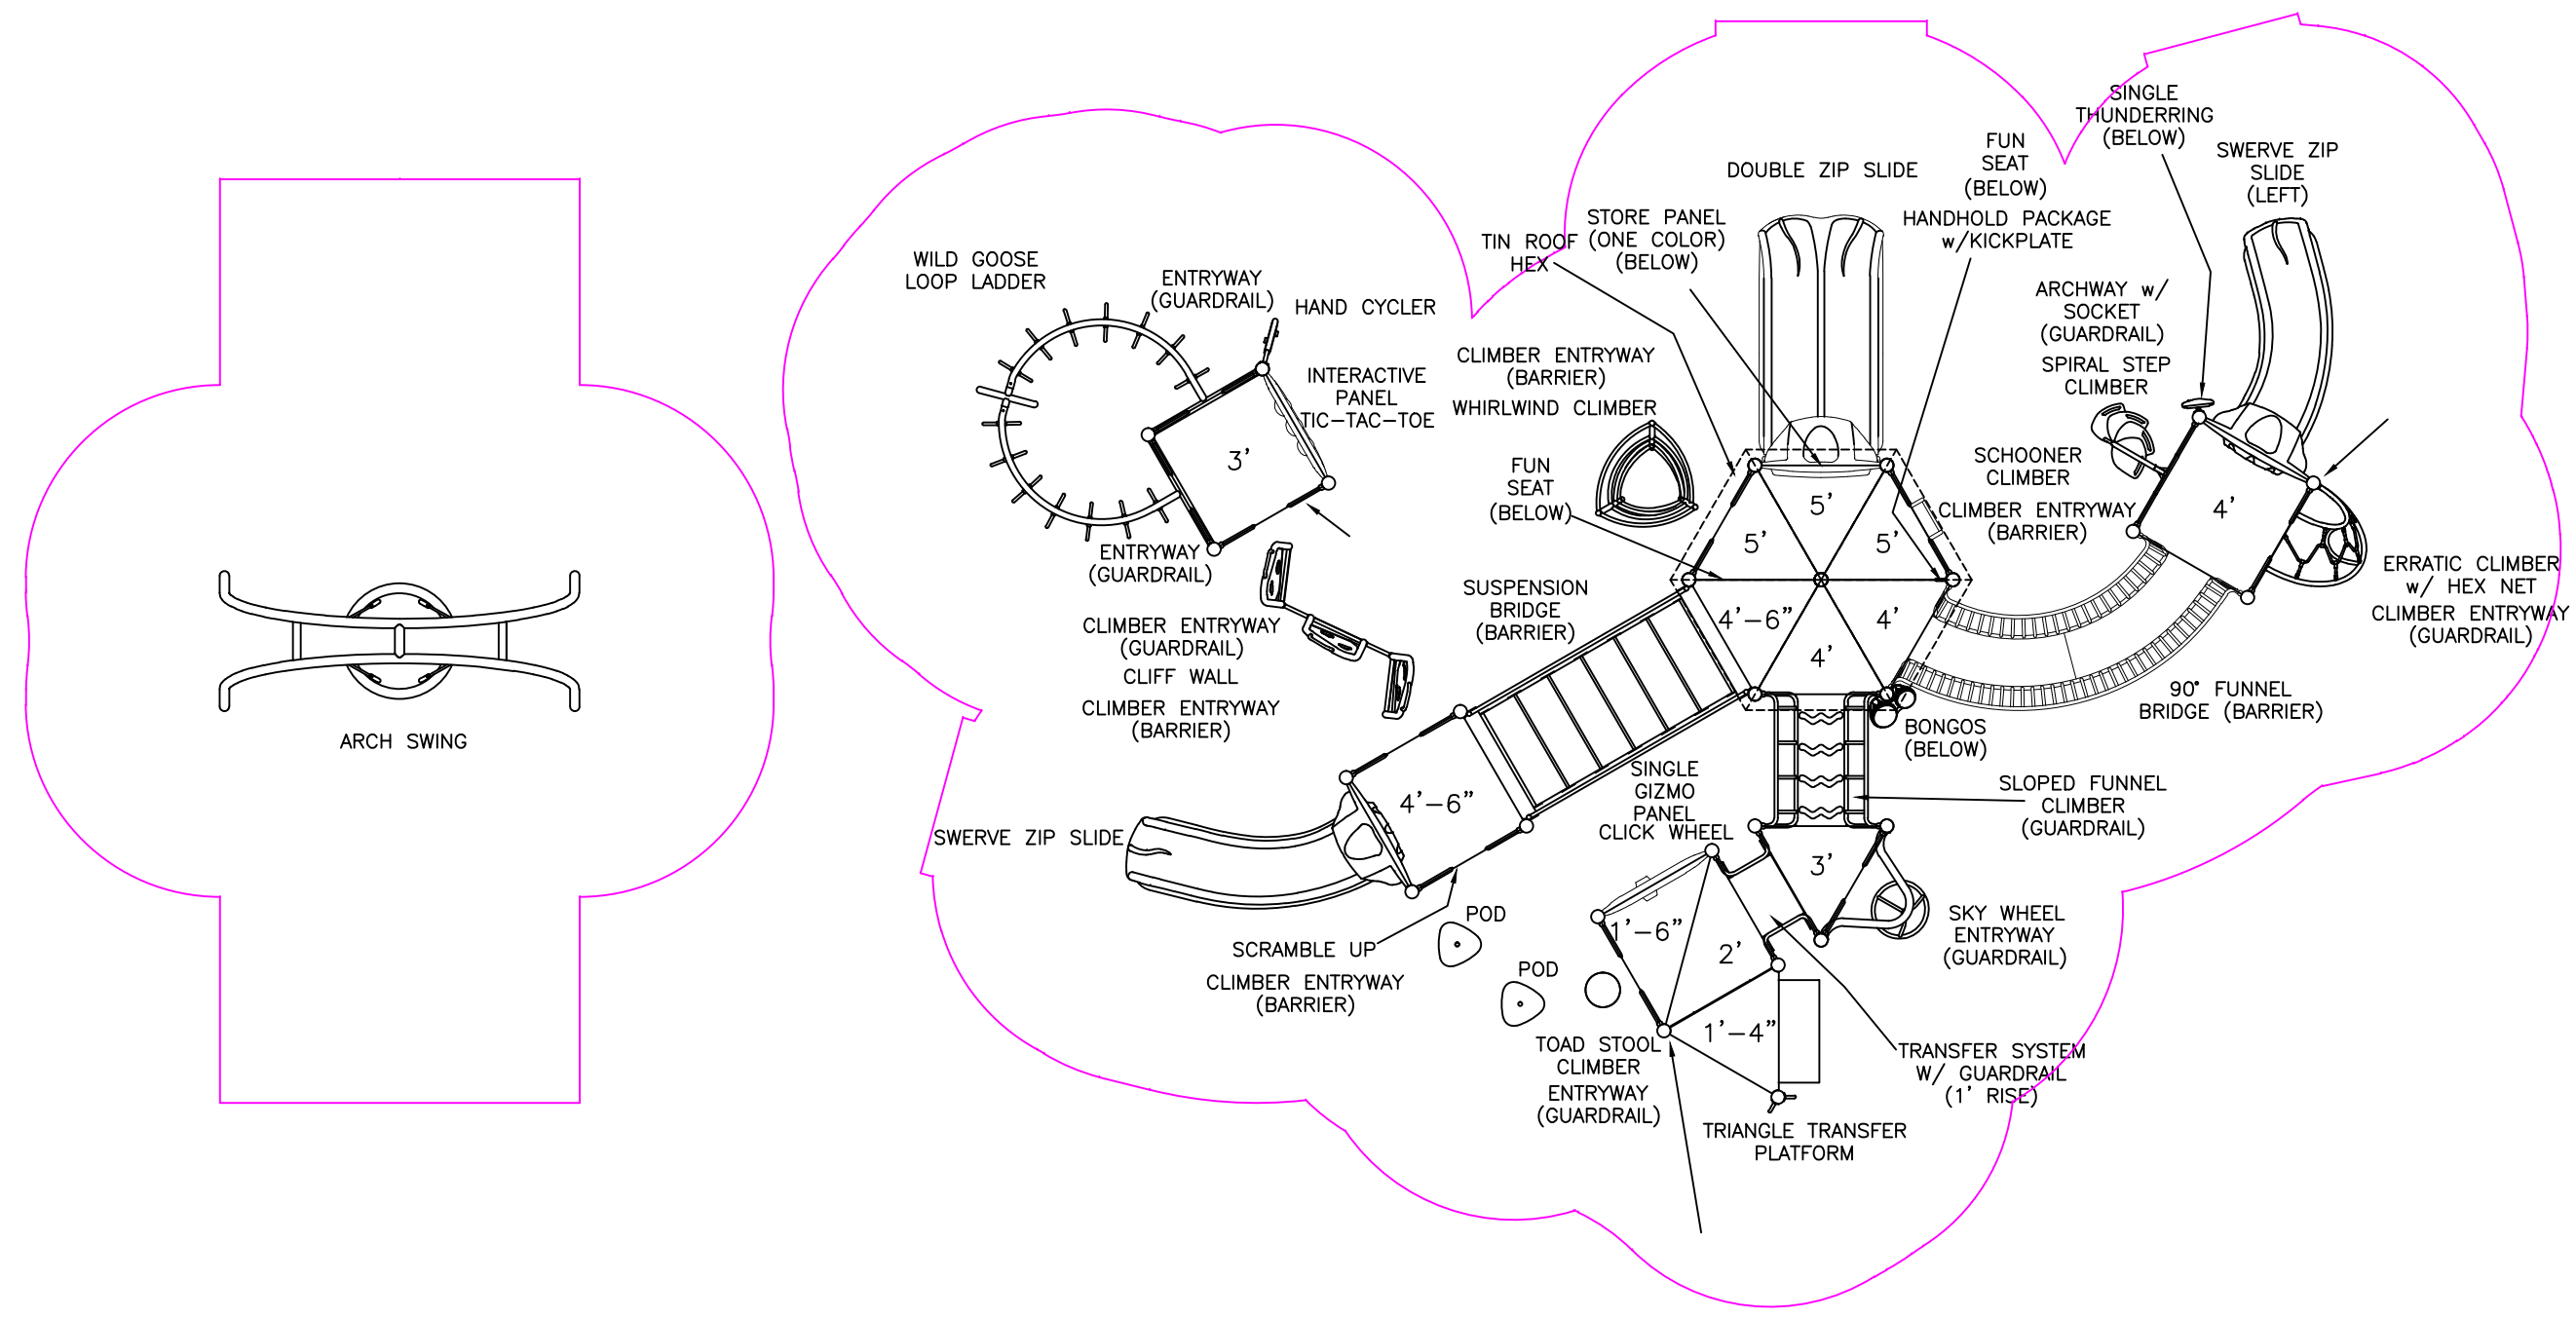 ARCH SWING
WILD GOOSE
LOOP LADDER
ENTRYWAY
(GUARDRAIL)
HAND CYCLER
INTERACTIVE
PANEL
TIC-TAC-TOE
3'
ENTRYWAY
(GUARDRAIL)
CLIMBER ENTRYWAY
(GUARDRAIL)
CLIFF WALL
CLIMBER ENTRYWAY
(BARRIER)
DOUBLE ZIP SLIDE
STORE PANEL
(ONE COLOR)
(BELOW)
TIN ROOF
HEX
FUN
SEAT
(BELOW)
HANDHOLD PACKAGE
w/KICKPLATE
CLIMBER ENTRYWAY
(BARRIER)
WHIRLWIND CLIMBER
FUN
SEAT
(BELOW)
5'
5'
5'
4'-6"
4'
4'
SINGLE
THUNDERRING
(BELOW)
SWERVE ZIP
SLIDE
(LEFT)
ARCHWAY w/
SOCKET
(GUARDRAIL)
SPIRAL STEP
CLIMBER
SCHOONER
CLIMBER
CLIMBER ENTRYWAY
(BARRIER)
4'
ERRATIC CLIMBER
w/ HEX NET
CLIMBER ENTRYWAY
(GUARDRAIL)
90° FUNNEL
BRIDGE (BARRIER)
SUSPENSION
BRIDGE
(BARRIER)
BONGOS
(BELOW)
SLOPED FUNNEL
CLIMBER
(GUARDRAIL)
SINGLE
GIZMO
PANEL
CLICK WHEEL
4'-6"
SWERVE ZIP SLIDE
3'
SCRAMBLE UP
CLIMBER ENTRYWAY
(BARRIER)
POD
POD
1'-6"
2'
1'-4"
SKY WHEEL
ENTRYWAY
(GUARDRAIL)
TOAD STOOL
CLIMBER
ENTRYWAY
(GUARDRAIL)
TRANSFER SYSTEM
W/ GUARDRAIL
(1' RISE)
TRIANGLE TRANSFER
PLATFORM